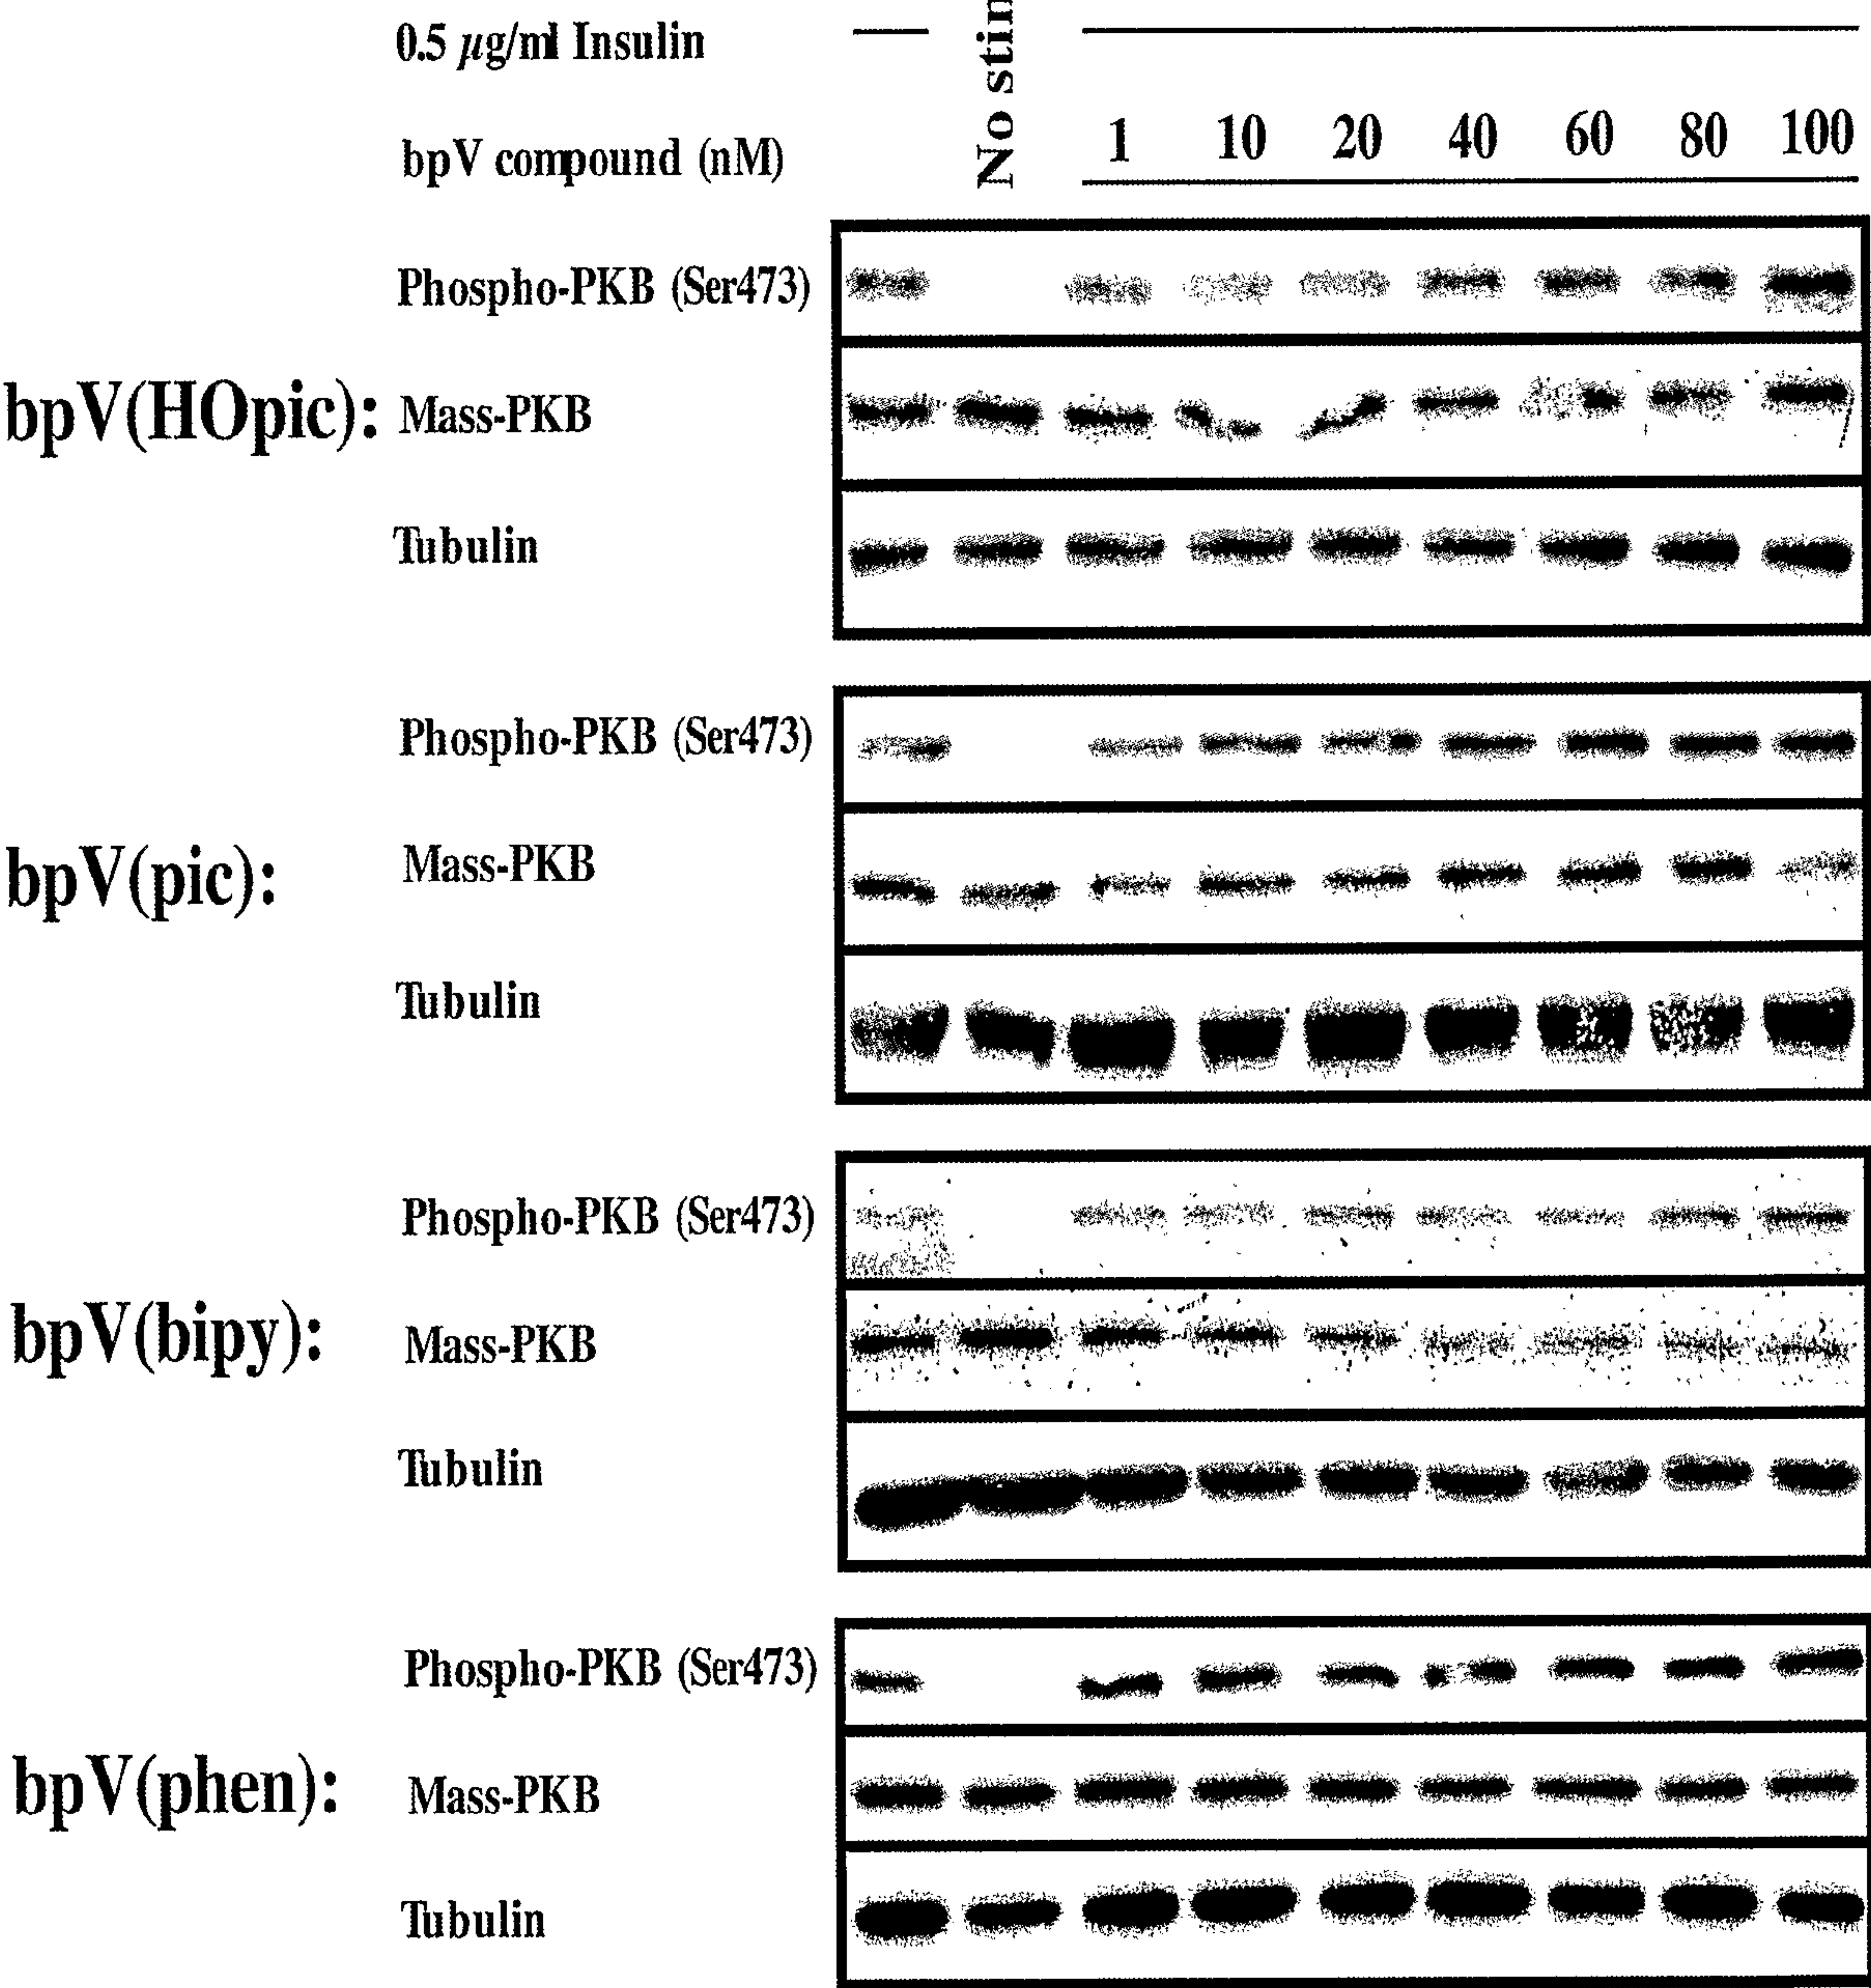 0.5 µg/ml Insulin
No stim
bpV compound (nM) 1 10 20 40 60 80 100
Phospho-PKB (Ser473)
bpV(HOpic): Mass-PKB
Tubulin
Phospho-PKB (Ser473)
bpV(pic): Mass-PKB
Tubulin
Phospho-PKB (Ser473)
bpV(bipy): Mass-PKB
Tubulin
Phospho-PKB (Ser473)
bpV(phen): Mass-PKB
Tubulin